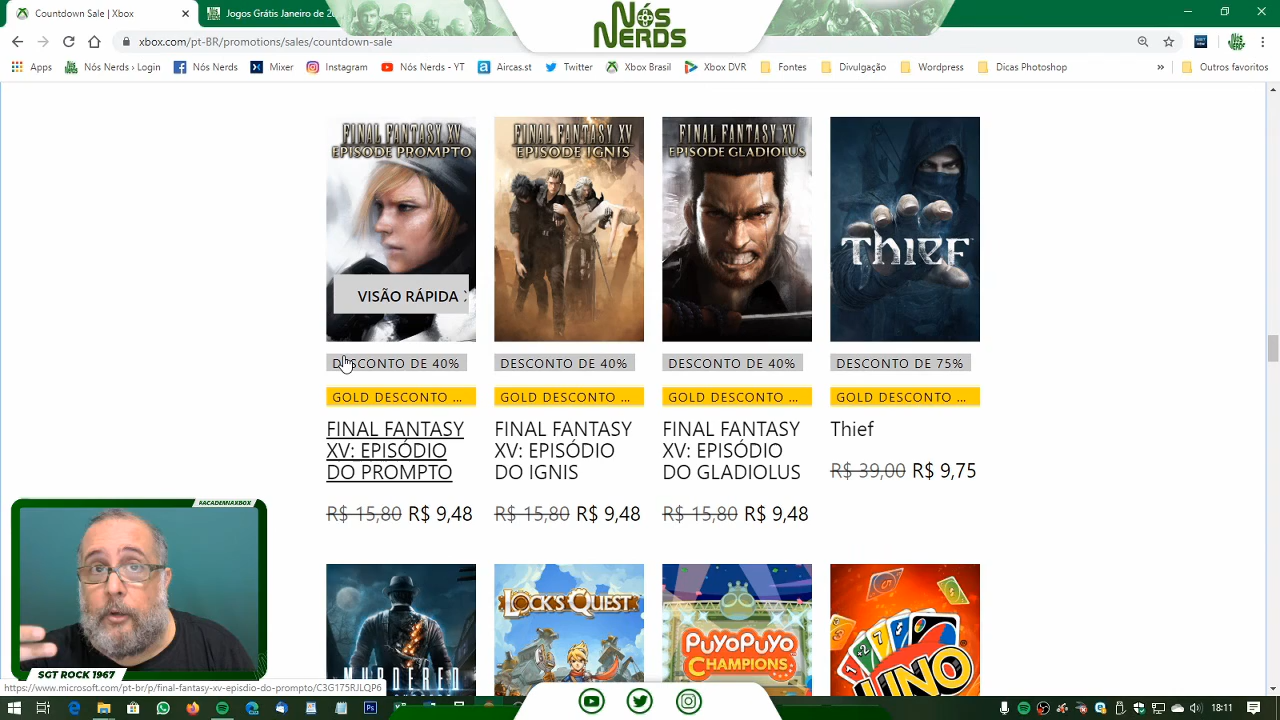 Countdown Sale | Xbox
Jogos Grátis Janeiro de 20
NÓS
NERDS
xbox.com/pt-BR/promotions/sales/countdown-sale
Apps
Nós Nerds › Login
Nós Nerds
Mixer
Instagram
Nós Nerds - YT
Aircas.st
Twitter
Xbox Brasil
Xbox DVR
Fontes
Divulgação
Wordpress
Dicas Photoshop
»
Outros favoritos
FINAL FANTASY XV
EPISODE PROMPTO
FINAL FANTASY XV
EPISODE IGNIS
FINAL FANTASY XV
EPISODE GLADIOLUS
THIEF
VISÃO RÁPIDA
DESCONTO DE 40%
DESCONTO DE 40%
DESCONTO DE 40%
DESCONTO DE 75%
GOLD DESCONTO ...
GOLD DESCONTO ...
GOLD DESCONTO ...
GOLD DESCONTO ...
FINAL FANTASY
XV: EPISÓDIO
DO PROMPTO
FINAL FANTASY
XV: EPISÓDIO
DO IGNIS
FINAL FANTASY
XV: EPISÓDIO
DO GLADIOLUS
Thief
R$ 39,00 R$ 9,75
R$ 15,80 R$ 9,48
R$ 15,80 R$ 9,48
R$ 15,80 R$ 9,48
#ACADEMIAXBOX
MURDERED
LOCK'S QUEST
PUYOPUYO
CHAMPIONS
UNO
SGT ROCK 1967
https://www.microsoft.com/pt-br/p/final-fantasy-xv-episdio-do-prompto/C3G175RJLQP6
18:11